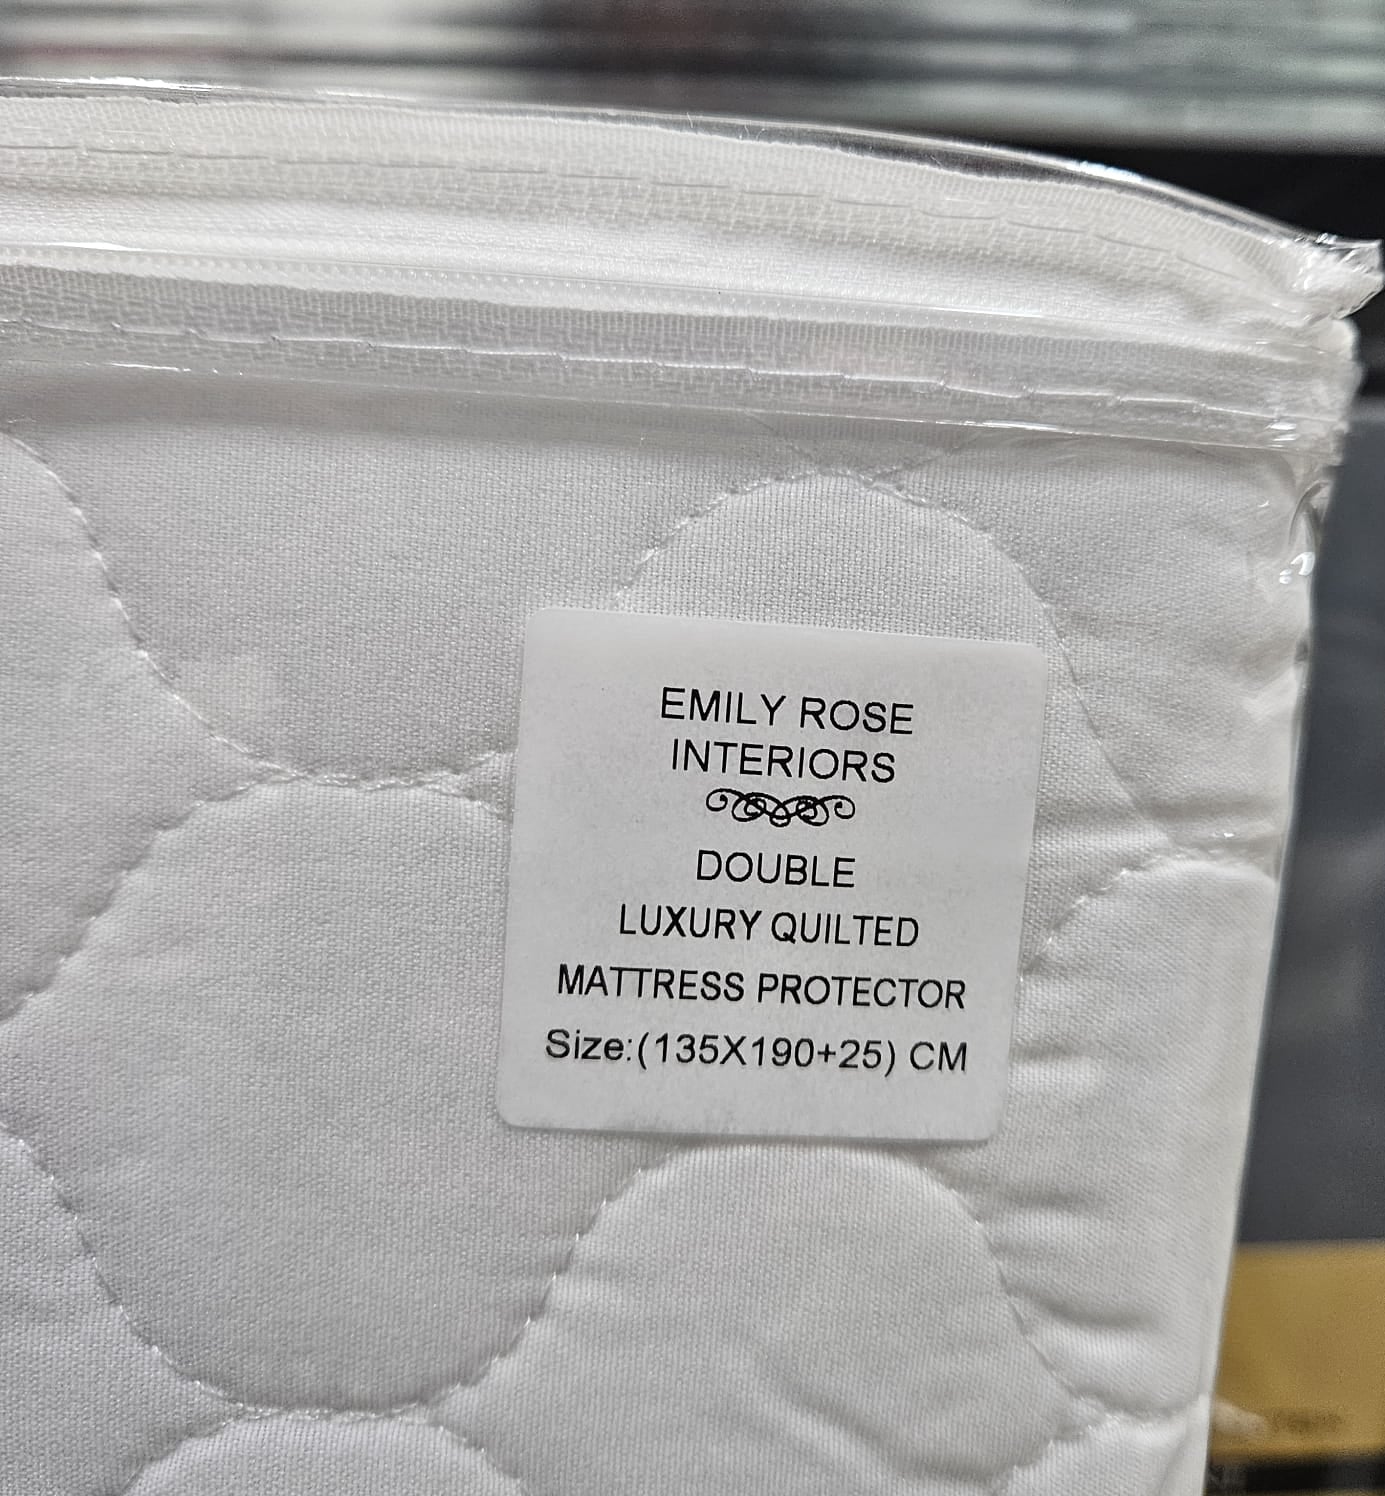 EMILY ROSE
INTERIORS
DOUBLE
LUXURY QUILTED
MATTRESS PROTECTOR
Size:(135X190+25) CM